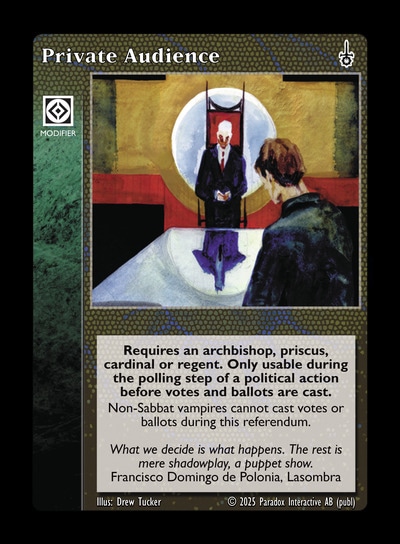 Private Audience
MODIFIER
Requires an archbishop, priscus,
cardinal or regent. Only usable during
the polling step of a political action
before votes and ballots are cast.
Non-Sabbat vampires cannot cast votes or
ballots during this referendum.
What we decide is what happens. The rest is
mere shadowplay, a puppet show.
Francisco Domingo de Polonia, Lasombra
Illus: Drew Tucker
© 2025 Paradox Interactive AB (publ)